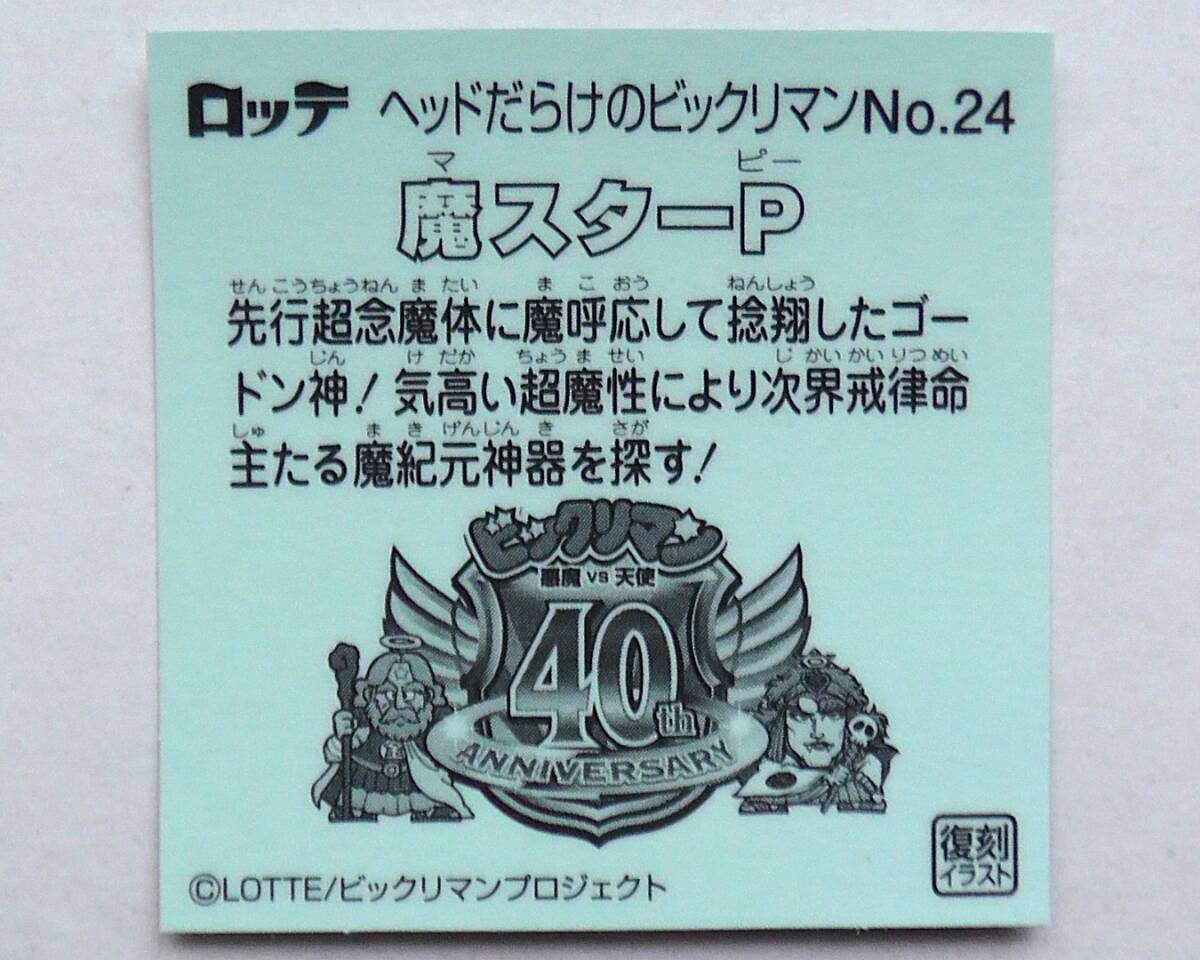 ロッテ ヘッドだらけのビックリマンNo.24
マ ピー
魔スターP
せんこうちょうねん ま たい ま こ おう ねんしょう
先行超念魔体に魔呼応して捻翔したゴー
じん け だか ちょう ま せい じ かい かい りつ めい
ドン神！気高い超魔性により次界戒律命
しゅ ま き げんじん き さが
主たる魔紀元神器を探す！
ビックリマン
悪魔 VS 天使
40th
ANNIVERSARY
復刻
イラスト
©LOTTE/ビックリマンプロジェクト